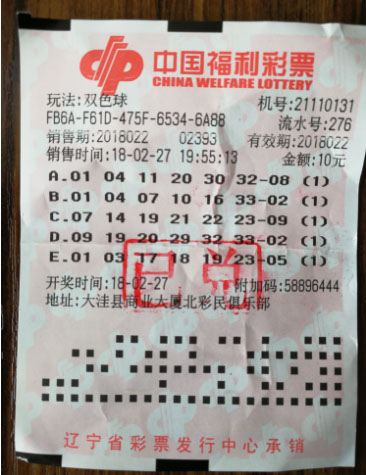 中国福利彩票
CHINA WELFARE LOTTERY
玩法:双色球 机号:21110131
FB6A-F61D-475F-6534-6A88 流水号:276
销售期:2018022 02393 有效期:2018022
销售时间:18-02-27 19:55:13 金额:10元
A.01 04 11 20 30 32-08 (1)
B.01 04 07 10 16 33-02 (1)
C.07 14 19 21 22 23-09 (1)
D.09 19 20 29 32 33-02 (1)
E.01 03 17 18 19 23-05 (1)
已兑
开奖时间:18-02-27 附加码:58896444
地址:大洼县商业大厦北彩民俱乐部
辽宁省彩票发行中心承销